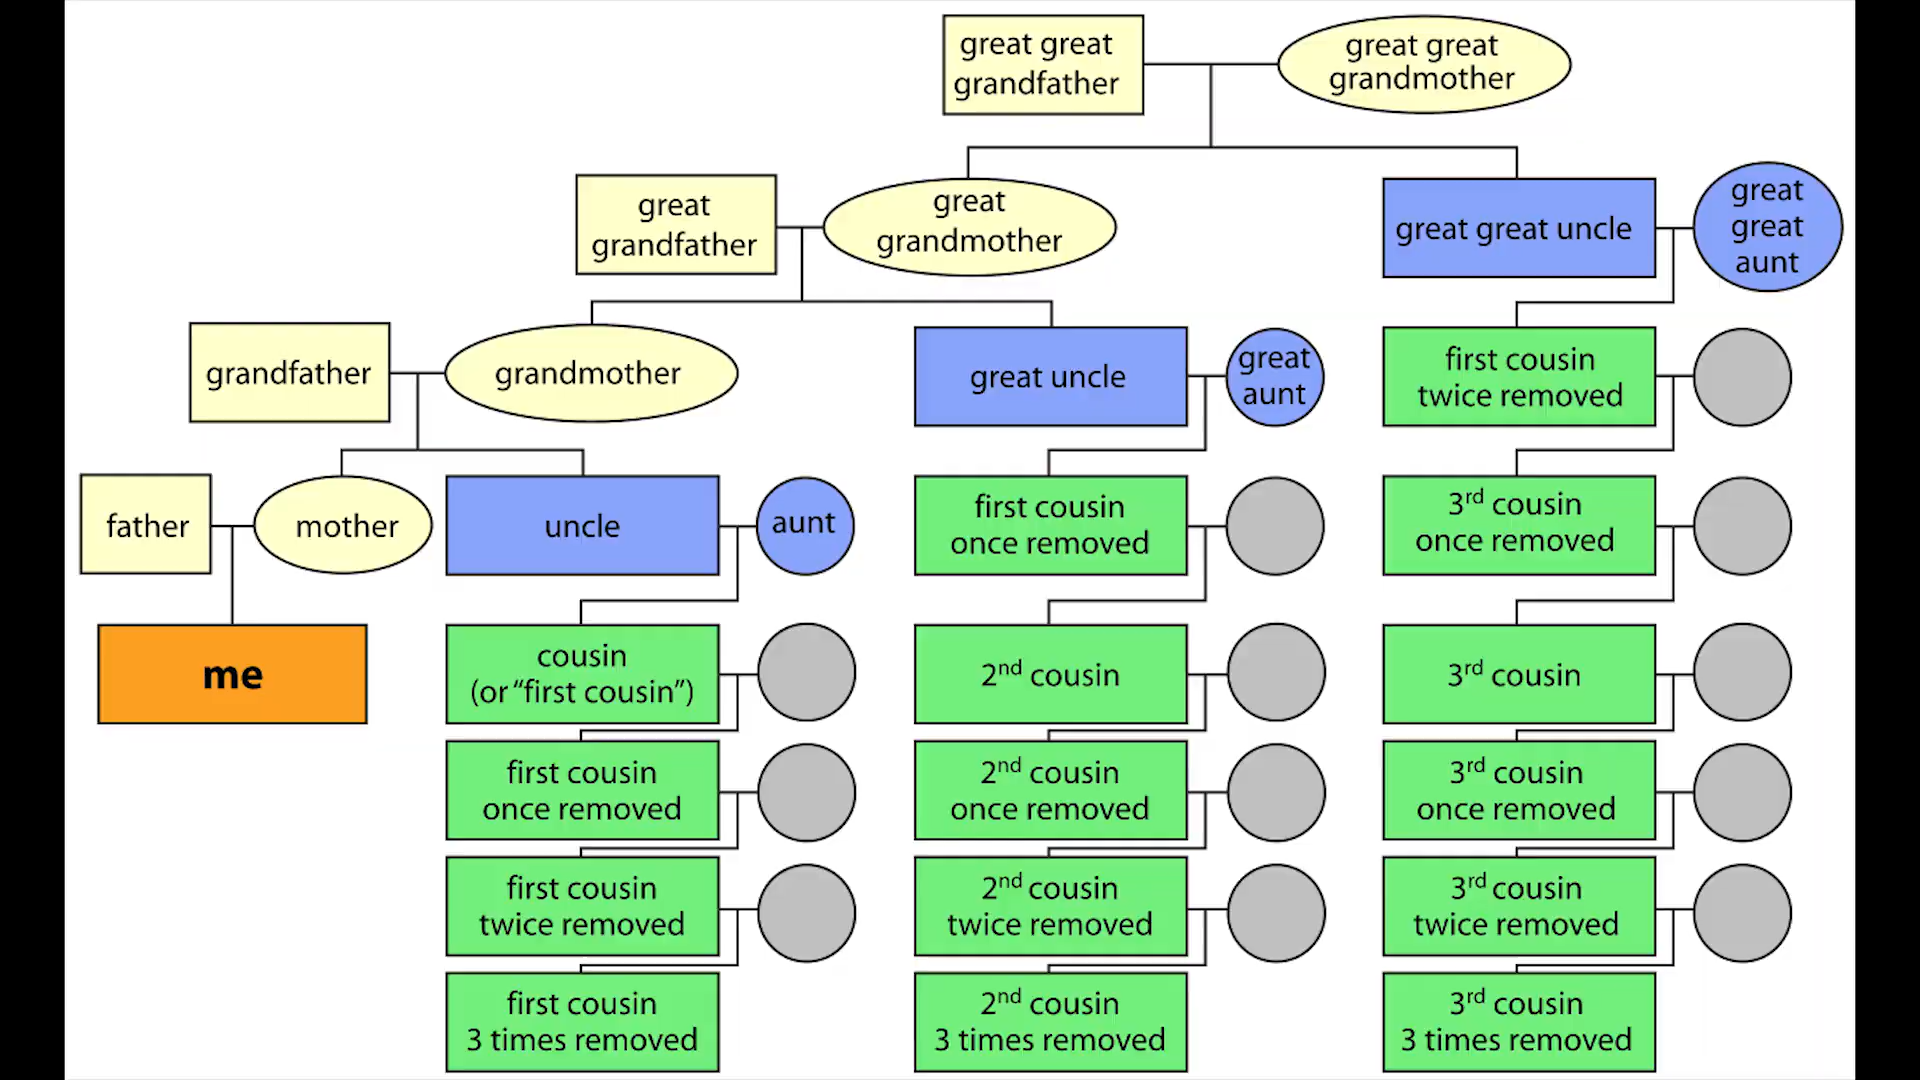 great great
grandfather
great great
grandmother
great
grandfather
great
grandmother
great great uncle
great
great
aunt
grandfather
grandmother
great uncle
great
aunt
first cousin
twice removed
father
mother
uncle
aunt
first cousin
once removed
3rd cousin
once removed
me
cousin
(or “first cousin”)
2nd cousin
3rd cousin
first cousin
once removed
2nd cousin
once removed
3rd cousin
once removed
first cousin
twice removed
2nd cousin
twice removed
3rd cousin
twice removed
first cousin
3 times removed
2nd cousin
3 times removed
3rd cousin
3 times removed